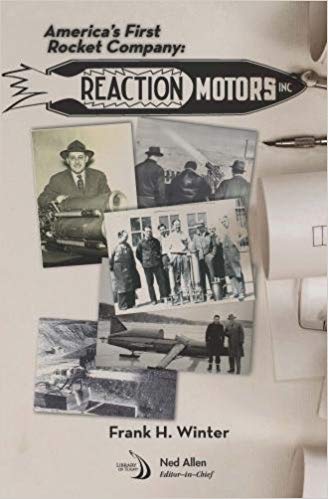 America's First
Rocket Company:
REACTION MOTORS INC
Frank H. Winter
LIBRARY
OF FLIGHT
Ned Allen
Editor-in-Chief